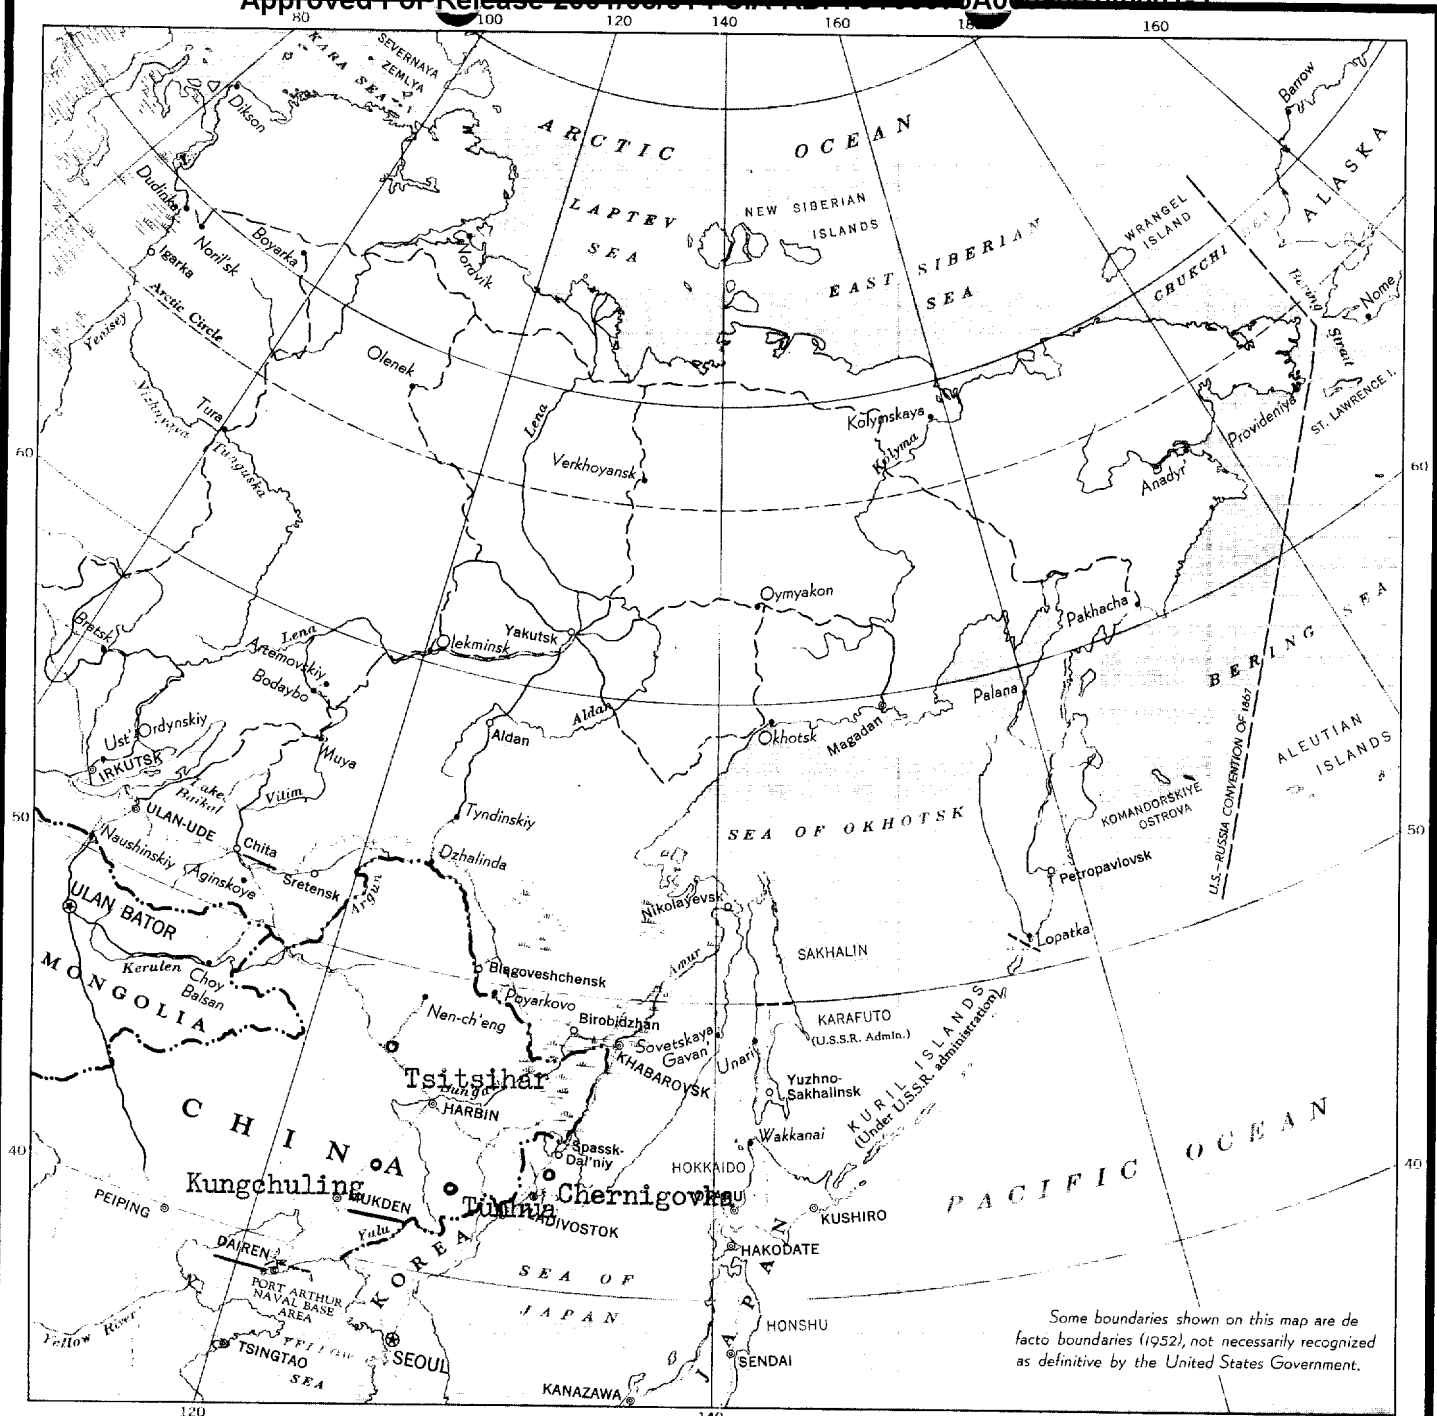 Approved For Release
80
100
120
140
160
180
160
KARA SEA
SEVERNAYA
ZEMLYA
Dikson
Barrow
ARCTIC OCEAN
ALASKA
Dudinka
LAPTEV
SEA
NEW SIBERIAN
ISLANDS
WRANGEL
ISLAND
Noril'sk
Boyarka
Igarka
Nordvik
EAST SIBERIAN
SEA
CHUKCHI
Bering
Strait
Nome
Arctic Circle
Yenisey
Olenek
ST. LAWRENCE I.
Provideniya
Tura
Tunguska
Lena
Kolymskaya
Kolyma
60
Verkhoyansk
Anadyr'
60
Oymyakon
Pakhacha
Bratsk
Lena
Artemovskiy
Bodaybo
Olekminsk
Yakutsk
BERING SEA
Palana
Ust' Ordynskiy
IRKUTSK
Aldan
Aldan
Okhotsk
Magadan
U.S.-RUSSIA CONVENTION OF 1867
ALEUTIAN
ISLANDS
Muya
Lake
Baikal
Vitim
ULAN-UDE
Tyndinskiy
SEA OF OKHOTSK
KOMANDORSKIYE
OSTROVA
50
50
Naushinskiy
Chita
Dzhalinda
Aginskoye
Sretensk
Argun
Petropavlovsk
ULAN BATOR
Nikolayevsk
Lopatka
MONGOLIA
Kerulen
Choy
Balsan
Amur
SAKHALIN
Blagoveshchensk
Poyarkovo
Nen-ch'eng
Birobidzhan
KARAFUTO
(U.S.S.R. Admin.)
Sovetskaya
Gavan'
KHABAROVSK
Unari
Tsitsihar
Yuzhno-
Sakhalinsk
KURIL ISLANDS
(Under U.S.S.R. administration)
HARBIN
CHINA
Wakkanai
Spassk-
Dal'niy
HOKKAIDO
40
40
Kungchuling
MUKDEN
Chernigovka
PACIFIC OCEAN
PEIPING
KUSHIRO
Yalu
DAIREN
KOREA
HAKODATE
PORT ARTHUR
NAVAL BASE
AREA
SEA OF
JAPAN
JAPAN
HONSHU
Yellow River
YELLOW
SEA
TSINGTAO
SEOUL
SENDAI
KANAZAWA
Some boundaries shown on this map are de
facto boundaries (1952), not necessarily recognized
as definitive by the United States Government.
120
140